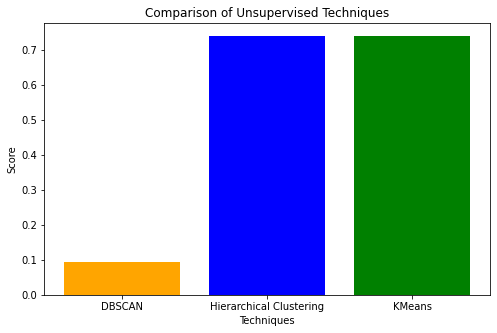 Comparison of Unsupervised Techniques
Score
0.7
0.6
0.5
0.4
0.3
0.2
0.1
0.0
DBSCAN
Hierarchical Clustering
KMeans
Techniques